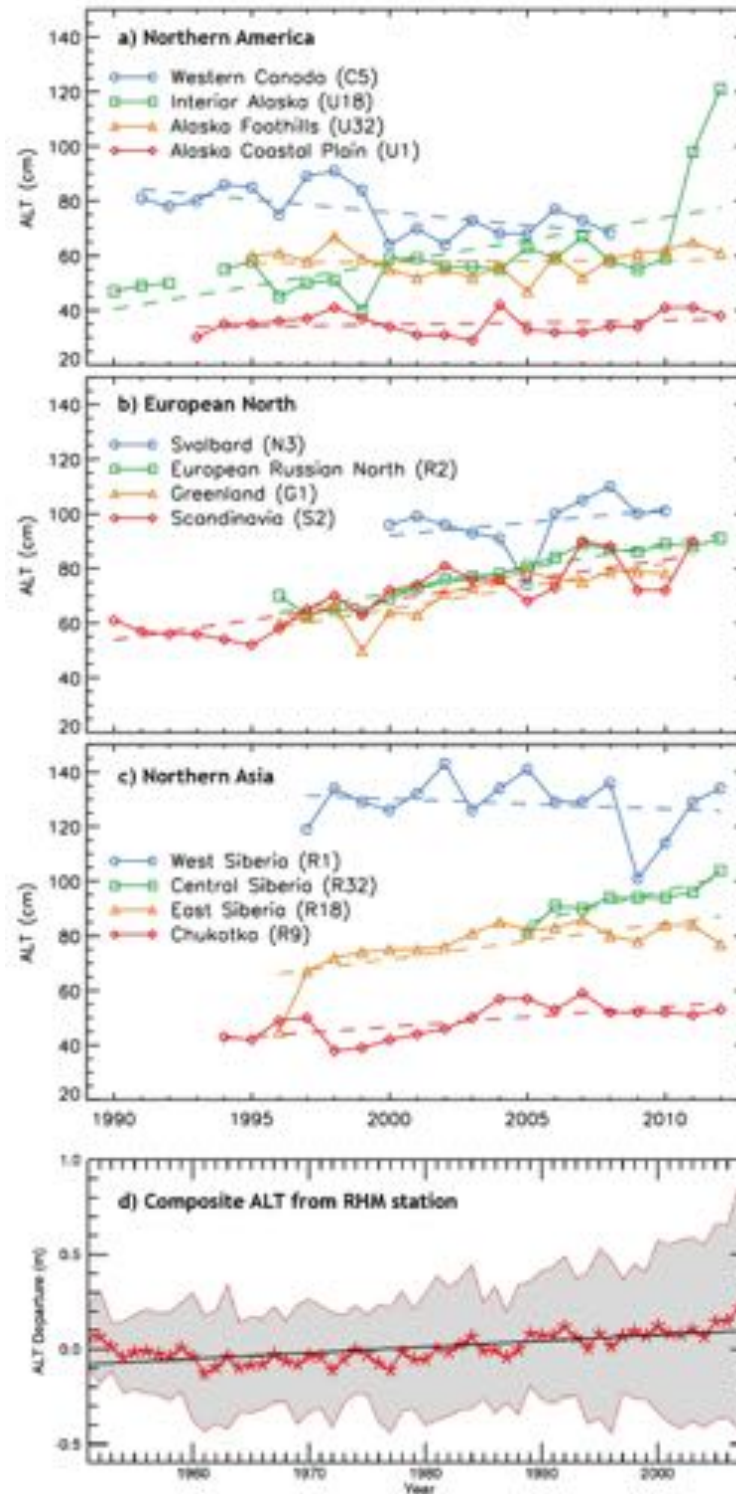 a) Northern America
Western Canada (C5)
Interior Alaska (U18)
Alaska Foothills (U32)
Alaska Coastal Plain (U1)
ALT (cm)
140
120
100
80
60
40
20
b) European North
Svalbard (N3)
European Russian North (R2)
Greenland (G1)
Scandinavia (S2)
ALT (cm)
140
120
100
80
60
40
20
c) Northern Asia
West Siberia (R1)
Central Siberia (R32)
East Siberia (R18)
Chukotka (R9)
ALT (cm)
140
120
100
80
60
40
20
1990 1995 2000 2005 2010
d) Composite ALT from RHM station
ALT Departure (m)
1.0
0.5
0.0
-0.5
1960 1970 1980 1990 2000
Year